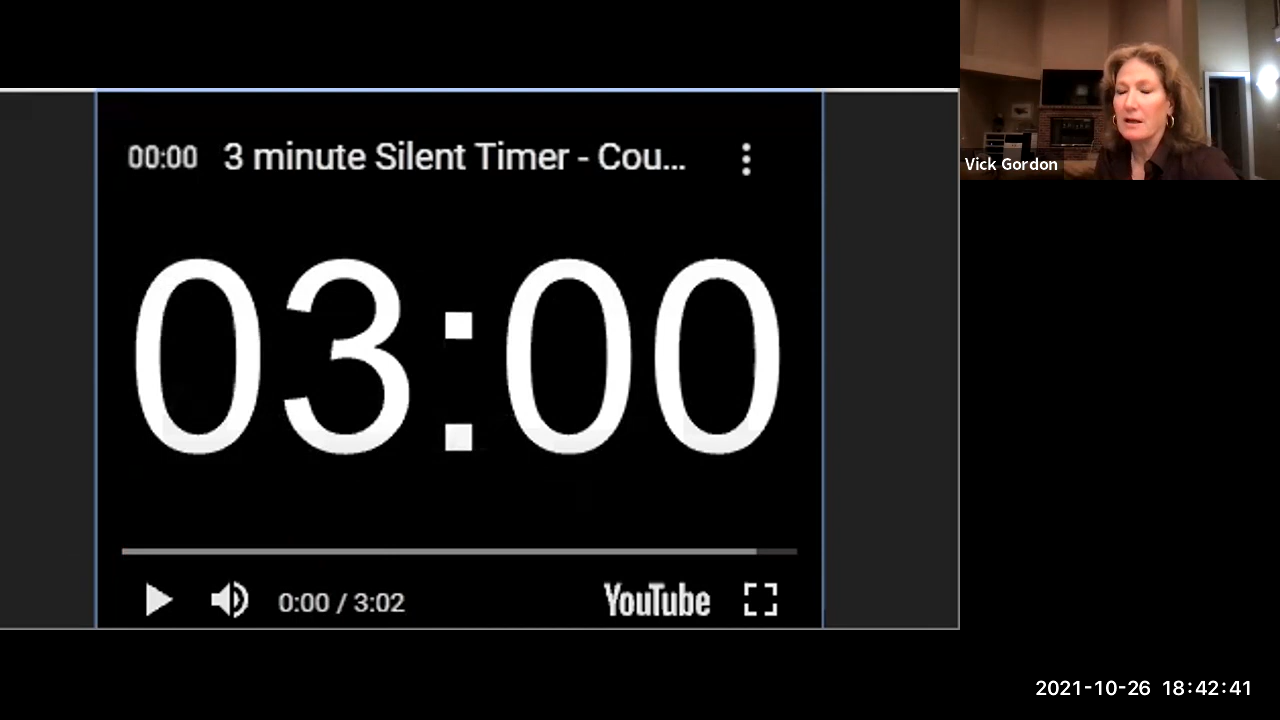 00:00 3 minute Silent Timer - Cou...
03:00
0:00 / 3:02 YouTube
Vick Gordon
2021-10-26 18:42:41